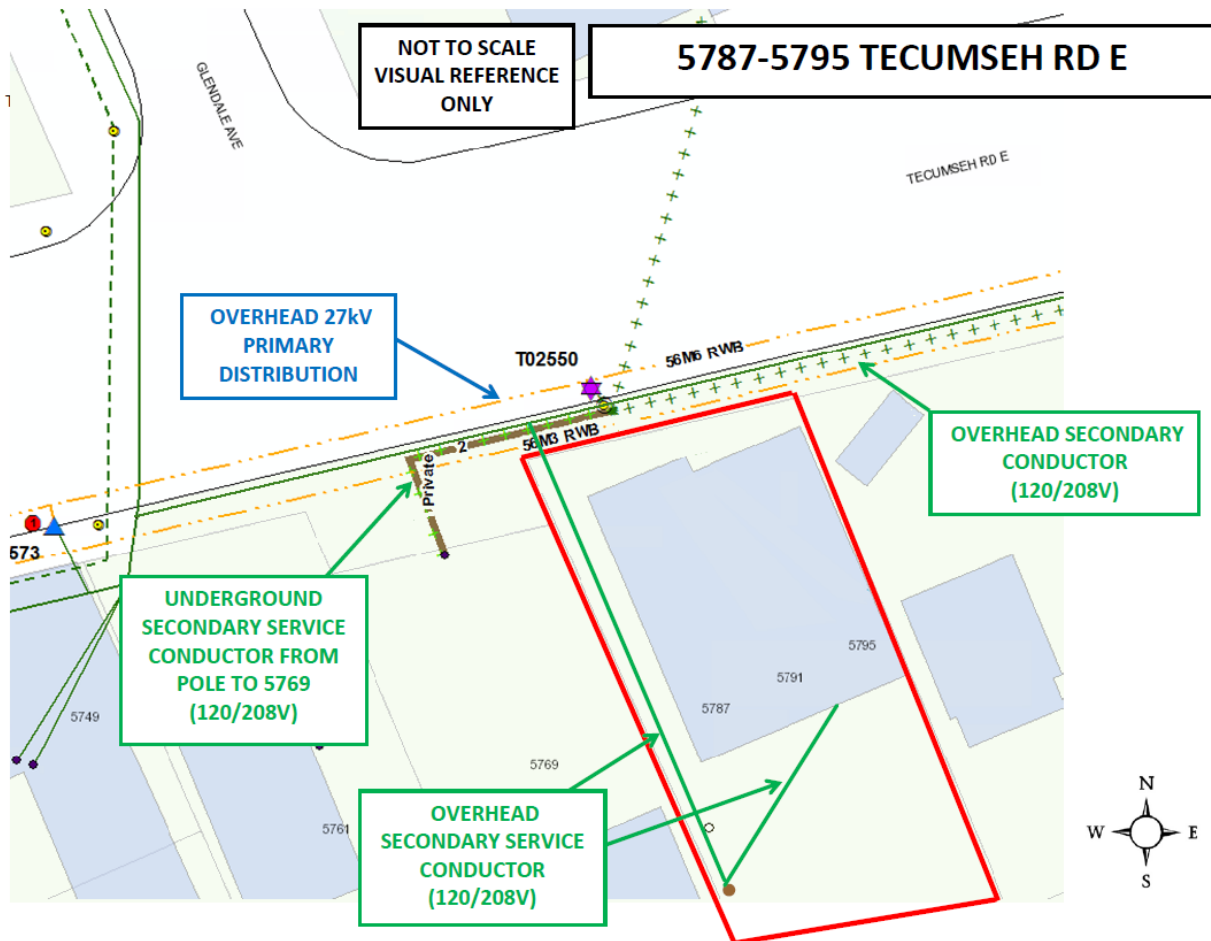 NOT TO SCALE
VISUAL REFERENCE
ONLY
5787-5795 TECUMSEH RD E
GLENDALE AVE
TECUMSEH RD E
OVERHEAD 27kV
PRIMARY
DISTRIBUTION
T02550
56M6 RWB
56M3 RWB
2
Private
OVERHEAD SECONDARY
CONDUCTOR
(120/208V)
1
573
UNDERGROUND
SECONDARY SERVICE
CONDUCTOR FROM
POLE TO 5769
(120/208V)
5795
5791
5787
5749
5769
5761
OVERHEAD
SECONDARY SERVICE
CONDUCTOR
(120/208V)
N
W
E
S